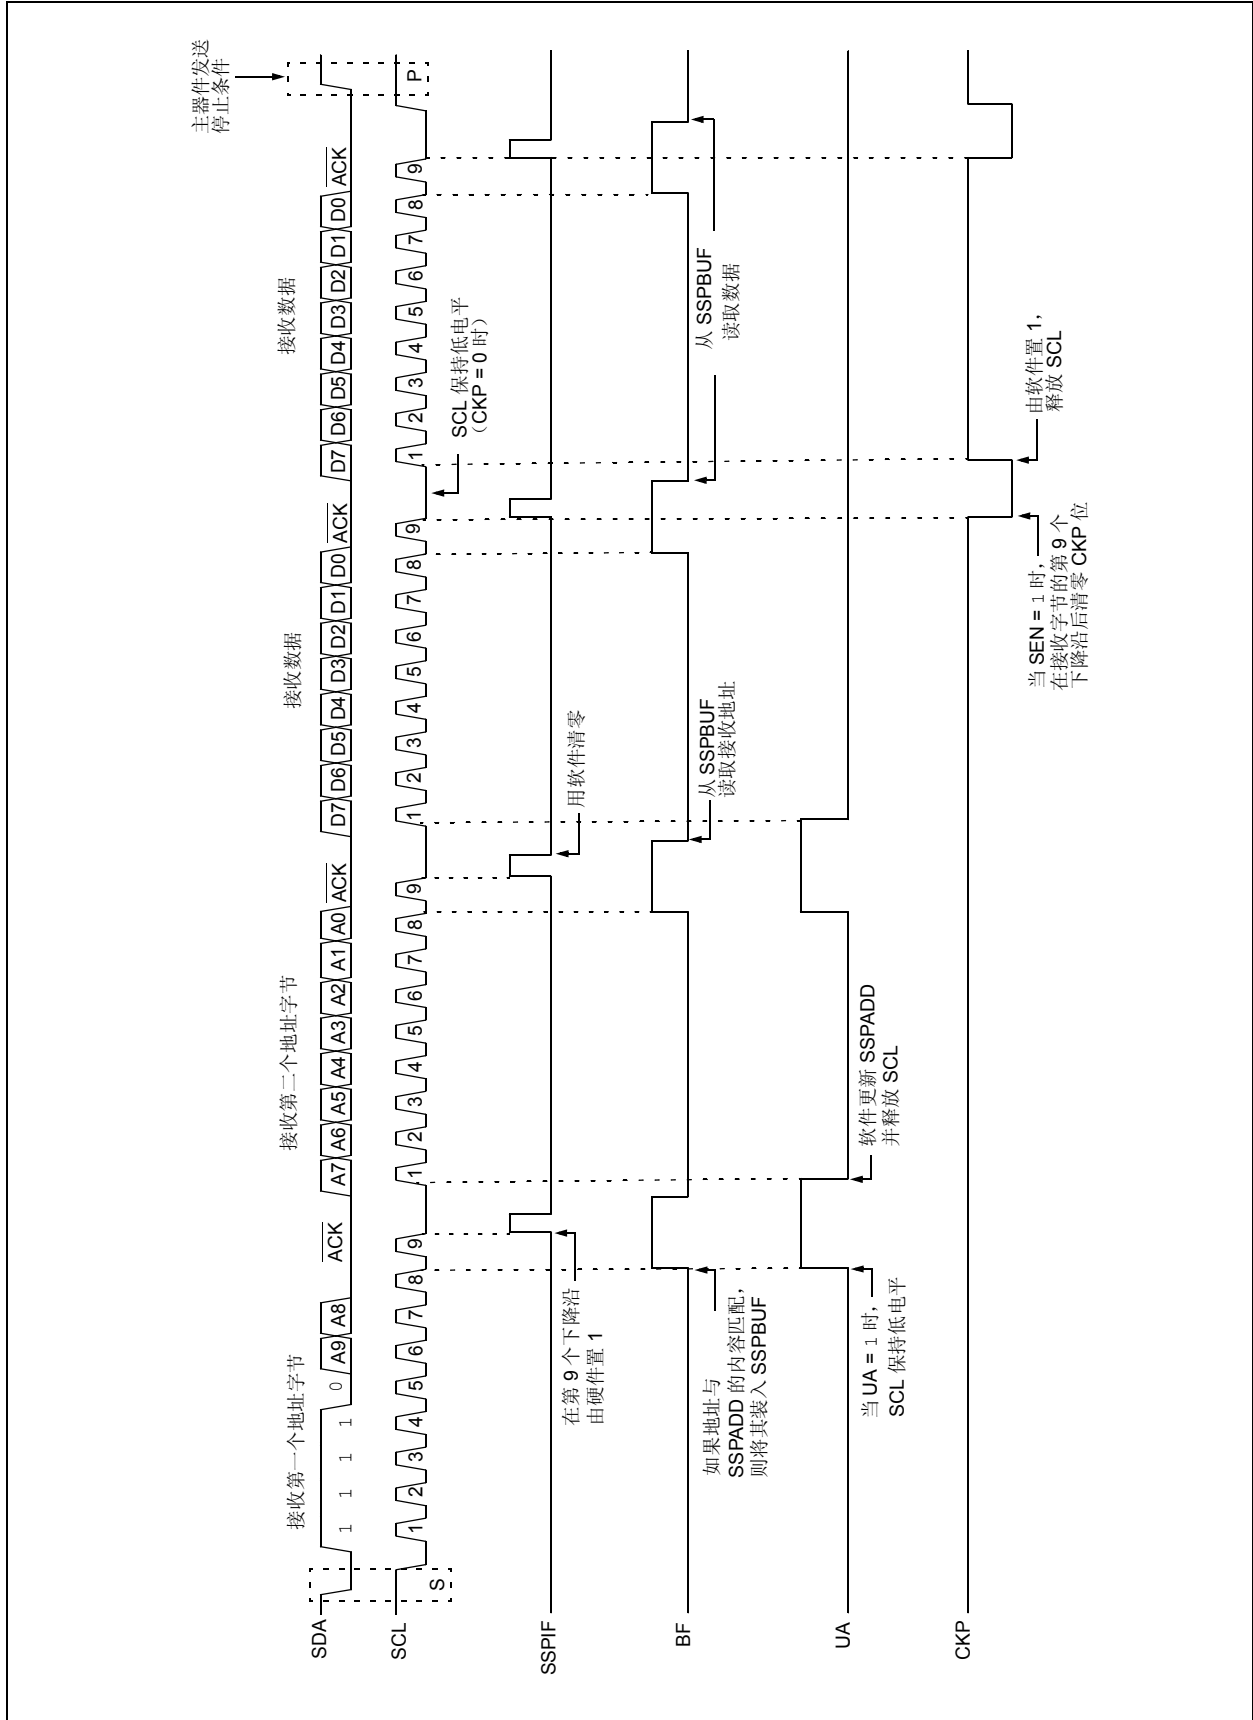 主器件发送
停止条件
接收第一个地址字节
接收第二个地址字节
接收数据
接收数据
SDA
1 1 1 1 0 A9 A8 ACK A7 A6 A5 A4 A3 A2 A1 A0 ACK D7 D6 D5 D4 D3 D2 D1 D0 ACK D7 D6 D5 D4 D3 D2 D1 D0 ACK
SCL
S 1 2 3 4 5 6 7 8 9 1 2 3 4 5 6 7 8 9 1 2 3 4 5 6 7 8 9 1 2 3 4 5 6 7 8 9 P
SCL 保持低电平
（CKP = 0 时）
SSPIF
在第 9 个下降沿
由硬件置 1
用软件清零
BF
如果地址与
SSPADD 的内容匹配，
则将其装入 SSPBUF
从 SSPBUF
读取接收地址
从 SSPBUF
读取数据
UA
当 UA = 1 时，
SCL 保持低电平
软件更新 SSPADD
并释放 SCL
CKP
当 SEN = 1 时，
在接收字节的第 9 个
下降沿后清零 CKP 位
由软件置 1，
释放 SCL